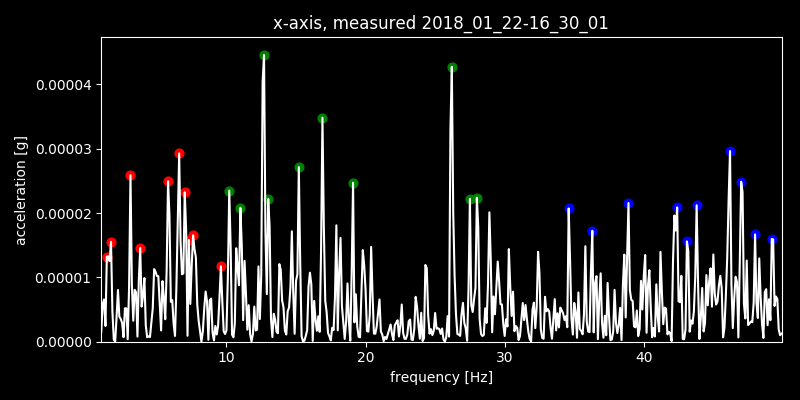 x-axis, measured 2018_01_22-16_30_01
acceleration [g]
0.00004
0.00003
0.00002
0.00001
0.00000
10 20 30 40
frequency [Hz]